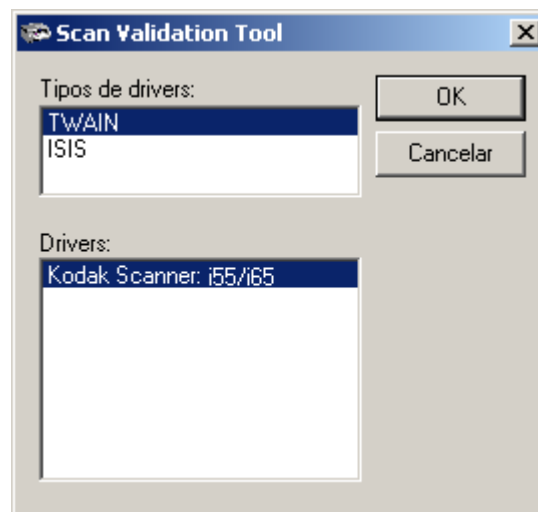 Scan Validation Tool
Tipos de drivers:
TWAIN
ISIS
OK
Cancelar
Drivers:
Kodak Scanner: i55/i65